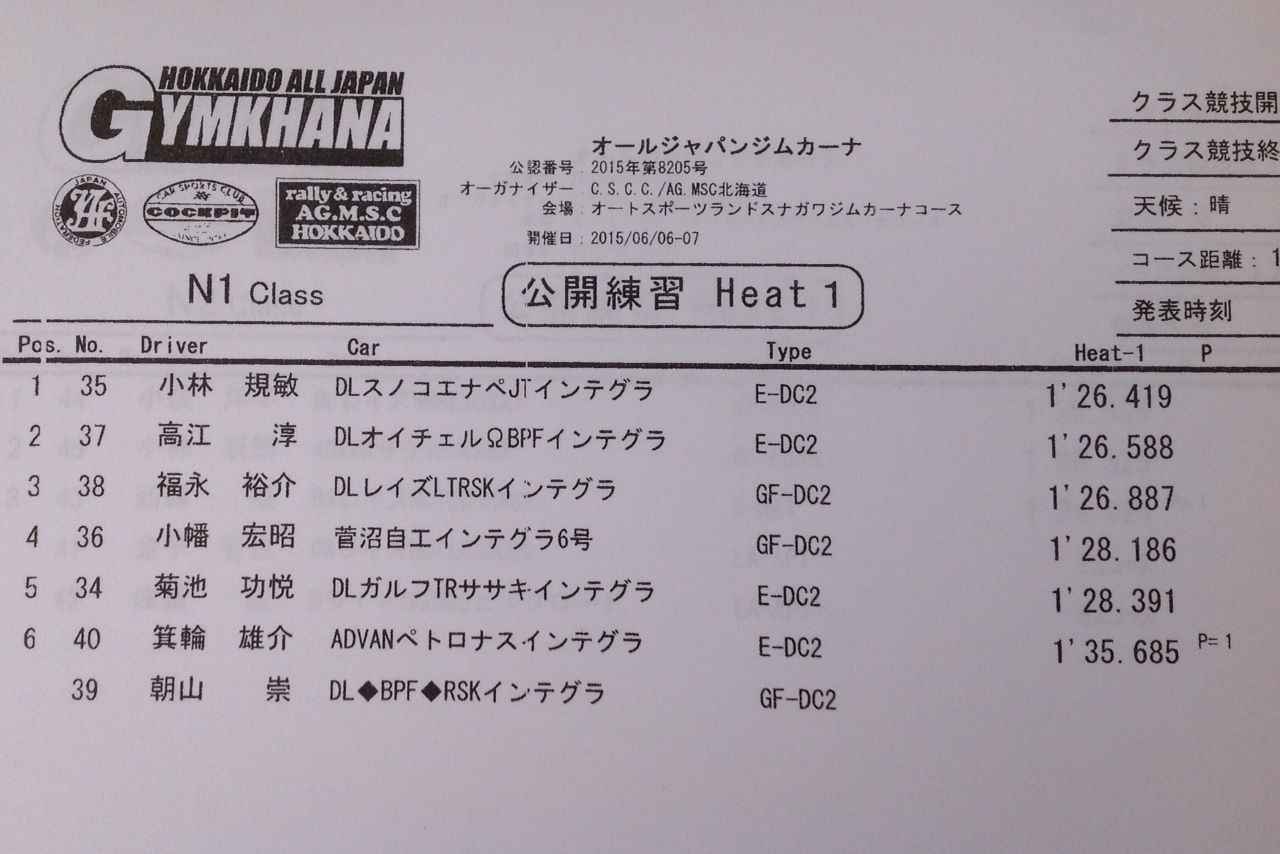 HOKKAIDO ALL JAPAN
GYMKHANA
JAPAN AUTOMOBILE FEDERATION JAF
CAR SPORTS CLUB
COCKPIT
rally & racing
AG.M.S.C
HOKKAIDO
オールジャパンジムカーナ
公認番号 : 2015年第8205号
オーガナイザー : C.S.C.C./AG.MSC北海道
会場 : オートスポーツランドスナガワジムカーナコース
開催日 : 2015/06/06-07
クラス競技開
クラス競技終
天候 : 晴
コース距離 : 1
発表時刻
N1 Class
公開練習 Heat 1
Pos. No. Driver Car Type Heat-1 P
1 35 小林 規敏 DLスノコエナペJTインテグラ E-DC2 1'26.419
2 37 高江 淳 DLオイチェルΩBPFインテグラ E-DC2 1'26.588
3 38 福永 裕介 DLレイズLTRSKインテグラ GF-DC2 1'26.887
4 36 小幡 宏昭 菅沼自工インテグラ6号 GF-DC2 1'28.186
5 34 菊池 功悦 DLガルフTRササキインテグラ E-DC2 1'28.391
6 40 箕輪 雄介 ADVANペトロナスインテグラ E-DC2 1'35.685 P=1
39 朝山 崇 DL◆BPF◆RSKインテグラ GF-DC2